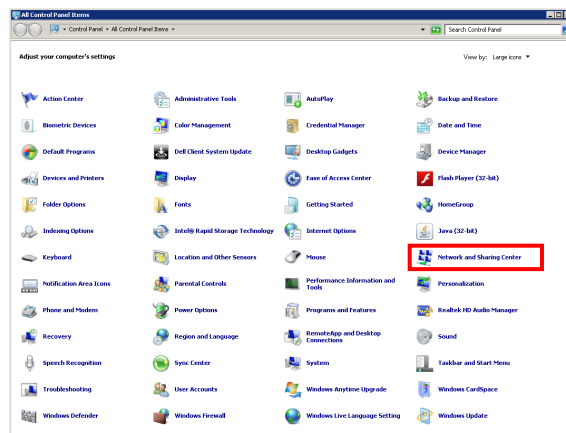 All Control Panel Items
Control Panel All Control Panel Items
Search Control Panel
Adjust your computer's settings
View by: Large icons
Action Center
Administrative Tools
AutoPlay
Backup and Restore
Biometric Devices
Color Management
Credential Manager
Date and Time
Default Programs
Dell Client System Update
Desktop Gadgets
Device Manager
Devices and Printers
Display
Ease of Access Center
Flash Player (32-bit)
Folder Options
Fonts
Getting Started
HomeGroup
Indexing Options
Intel® Rapid Storage Technology
Internet Options
Java (32-bit)
Keyboard
Location and Other Sensors
Mouse
Network and Sharing Center
Notification Area Icons
Parental Controls
Performance Information and
Tools
Personalization
Phone and Modem
Power Options
Programs and Features
Realtek HD Audio Manager
Recovery
Region and Language
RemoteApp and Desktop
Connections
Sound
Speech Recognition
Sync Center
System
Taskbar and Start Menu
Troubleshooting
User Accounts
Windows Anytime Upgrade
Windows CardSpace
Windows Defender
Windows Firewall
Windows Live Language Setting
Windows Update